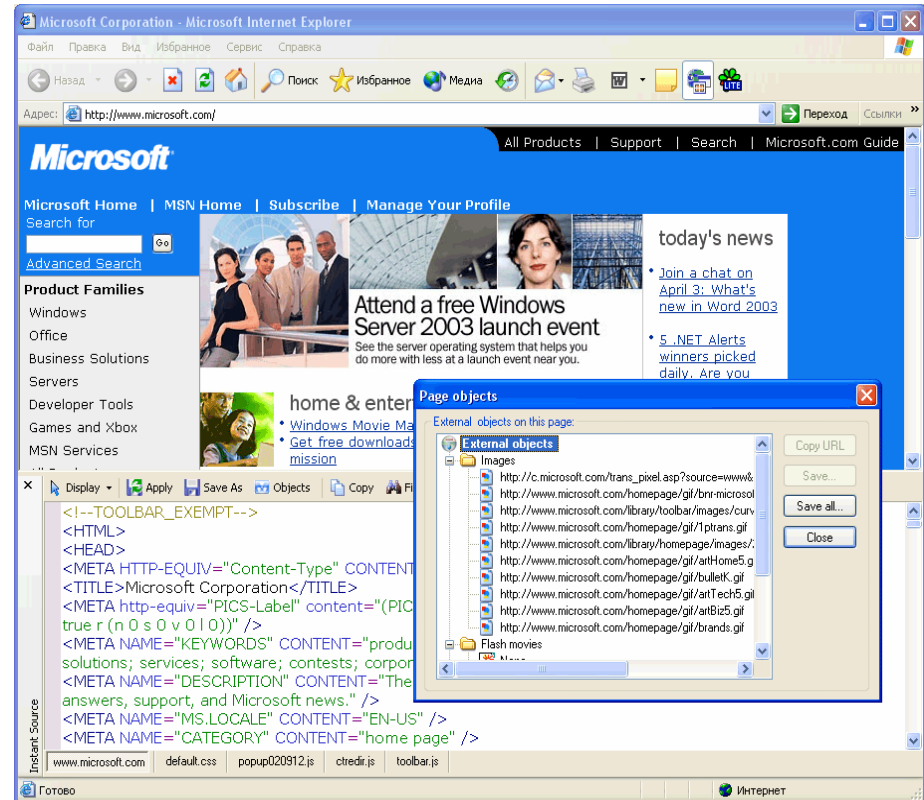 Microsoft Corporation - Microsoft Internet Explorer
Файл Правка Вид Избранное Сервис Справка
Назад Поиск Избранное Медиа LITE
Адрес: http://www.microsoft.com/ Переход Ссылки »
All Products | Support | Search | Microsoft.com Guide
Microsoft
Microsoft Home | MSN Home | Subscribe | Manage Your Profile
Search for
Go
Advanced Search
Product Families
Windows
Office
Business Solutions
Servers
Developer Tools
Games and Xbox
MSN Services
Attend a free Windows
Server 2003 launch event
See the server operating system that helps you
do more with less at a launch event near you.
today's news
Join a chat on
April 3: What's
new in Word 2003
5 .NET Alerts
winners picked
daily. Are you
home & enter
Windows Movie Ma
Get free downloads
mission
Page objects
External objects on this page:
External objects
Images
http://c.microsoft.com/trans_pixel.asp?source=www&
http://www.microsoft.com/homepage/gif/bnr-microsof
http://www.microsoft.com/library/toolbar/images/curv
http://www.microsoft.com/homepage/gif/1ptrans.gif
http://www.microsoft.com/library/homepage/images/
http://www.microsoft.com/homepage/gif/artHome5.g
http://www.microsoft.com/homepage/gif/bulletK.gif
http://www.microsoft.com/homepage/gif/artTech5.gif
http://www.microsoft.com/homepage/gif/artBiz5.gif
http://www.microsoft.com/homepage/gif/brands.gif
Flash movies
Copy URL
Save...
Save all...
Close
Display Apply Save As Objects Copy Fi
<!--TOOLBAR_EXEMPT-->
<HTML>
<HEAD>
<META HTTP-EQUIV="Content-Type" CONTENT
<TITLE>Microsoft Corporation</TITLE>
<META http-equiv="PICS-Label" content="(PIC
true r (n 0 s 0 v 0 l 0))" />
<META NAME="KEYWORDS" CONTENT="produ
solutions; services; software; contests; corpor
<META NAME="DESCRIPTION" CONTENT="The
answers, support, and Microsoft news." />
<META NAME="MS.LOCALE" CONTENT="EN-US" />
<META NAME="CATEGORY" CONTENT="home page" />
Instant Source
www.microsoft.com default.css popup020912.js ctredir.js toolbar.js
Готово Интернет